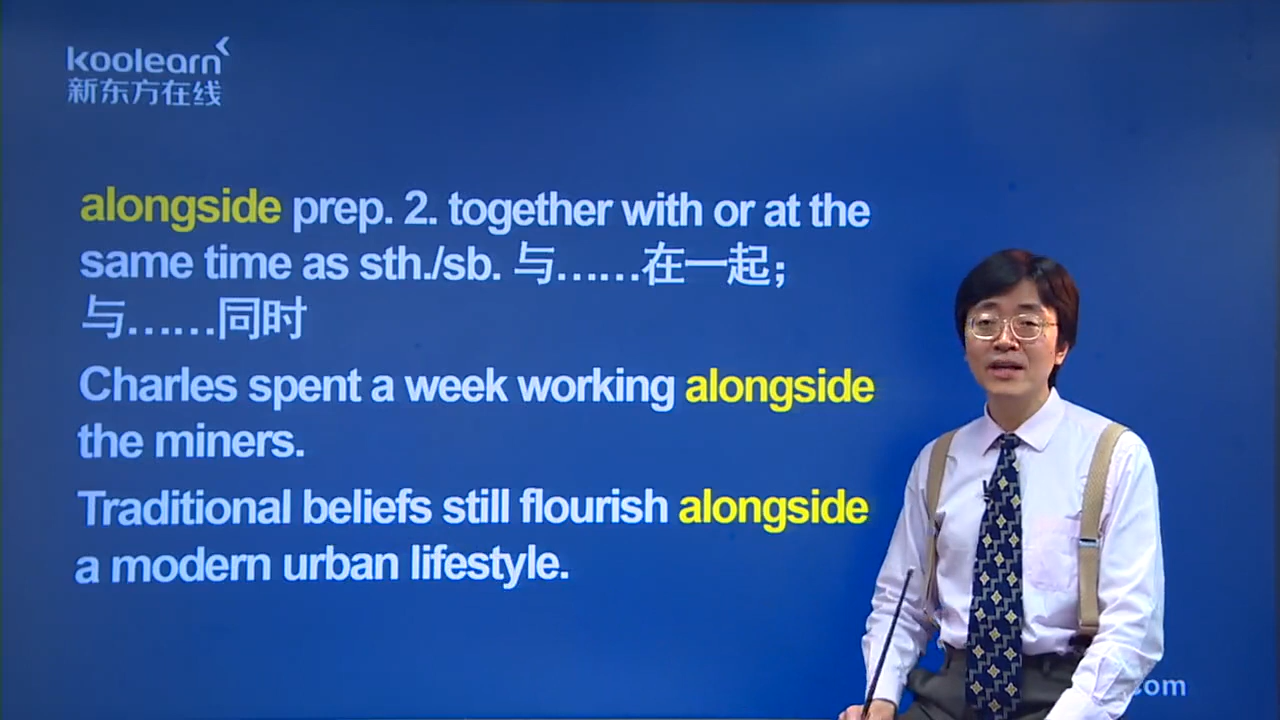 koolearn
新东方在线
alongside prep. 2. together with or at the
same time as sth./sb. 与……在一起；
与……同时
Charles spent a week working alongside
the miners.
Traditional beliefs still flourish alongside
a modern urban lifestyle.
com